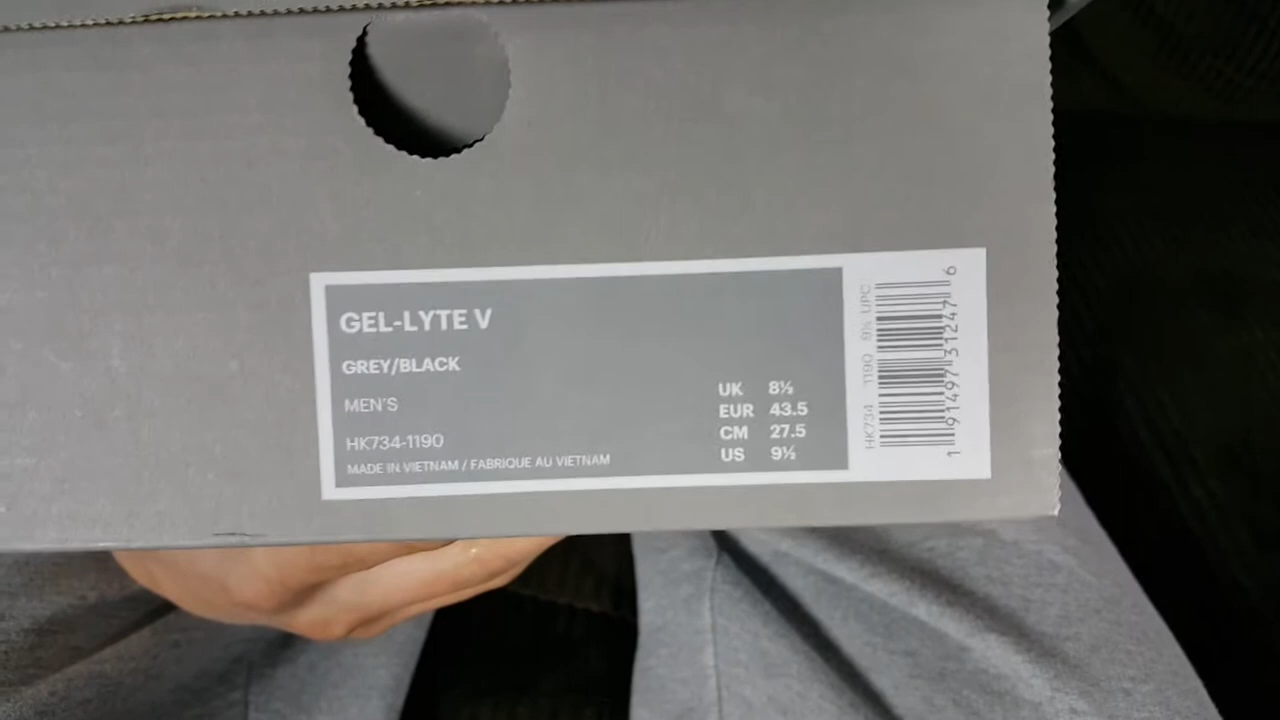 GEL-LYTE V
GREY/BLACK
MEN'S
HK734-1190
MADE IN VIETNAM / FABRIQUE AU VIETNAM
UK 8½
EUR 43.5
CM 27.5
US 9½
HK734 1190 9½ UPC
1 91497 31247 6